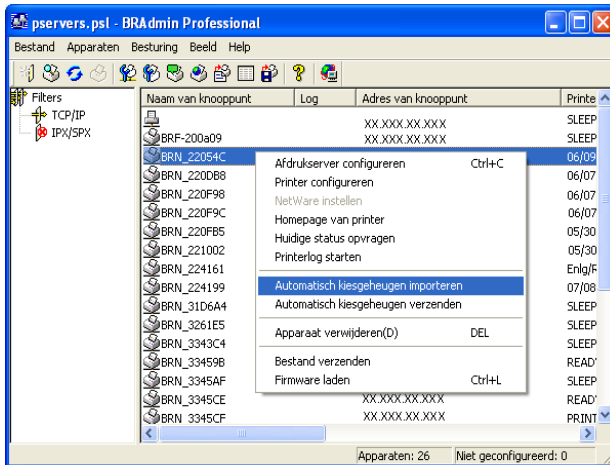 pservers.psl - BRAdmin Professional
Bestand Apparaten Besturing Beeld Help
Filters
TCP/IP
IPX/SPX
Naam van knooppunt Log Adres van knooppunt Printe
XX.XXX.XX.XXX SLEEP
BRF-200a09 XX.XXX.XX.XXX SLEEP
BRN_22054C 06/09
BRN_220DB8 06/07
BRN_220F98 06/07
BRN_220F9C 06/07
BRN_220FB5 05/30
BRN_221002 05/30
BRN_224161 Enlg/F
BRN_224199 07/08
BRN_31D6A4 SLEEP
BRN_3261E5 SLEEP
BRN_3343C4 SLEEP
BRN_33459B READY
BRN_3345AF SLEEP
BRN_3345CE XX.XXX.XX.XXX READ
BRN_3345CF XX.XXX.XX.XXX PRINT
Afdrukserver configureren Ctrl+C
Printer configureren
NetWare instellen
Homepage van printer
Huidige status opvragen
Printerlog starten
Automatisch kiesgeheugen importeren
Automatisch kiesgeheugen verzenden
Apparaat verwijderen(D) DEL
Bestand verzenden
Firmware laden Ctrl+L
Apparaten: 26 Niet geconfigureerd: 0